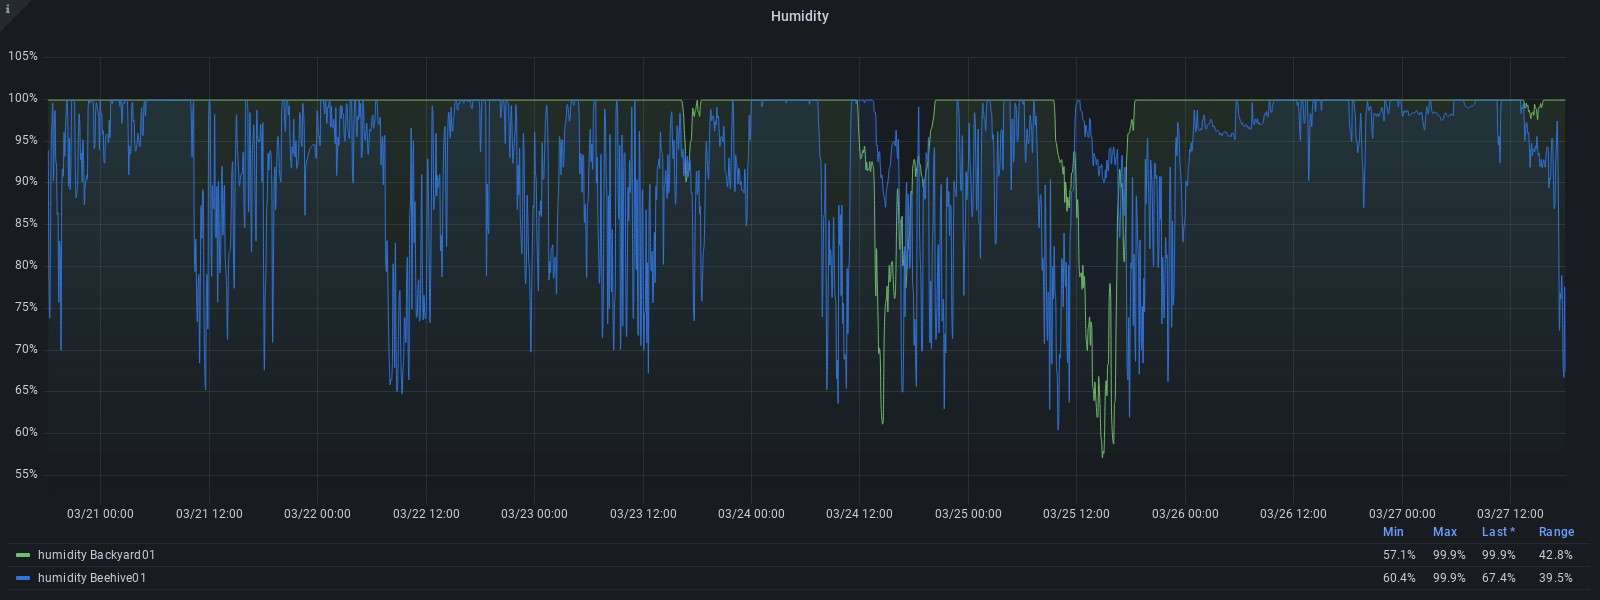 i
Humidity
105%
100%
95%
90%
85%
80%
75%
70%
65%
60%
55%
03/21 00:00 03/21 12:00 03/22 00:00 03/22 12:00 03/23 00:00 03/23 12:00 03/24 00:00 03/24 12:00 03/25 00:00 03/25 12:00 03/26 00:00 03/26 12:00 03/27 00:00 03/27 12:00
Min Max Last * Range
humidity Backyard01 57.1% 99.9% 99.9% 42.8%
humidity Beehive01 60.4% 99.9% 67.4% 39.5%